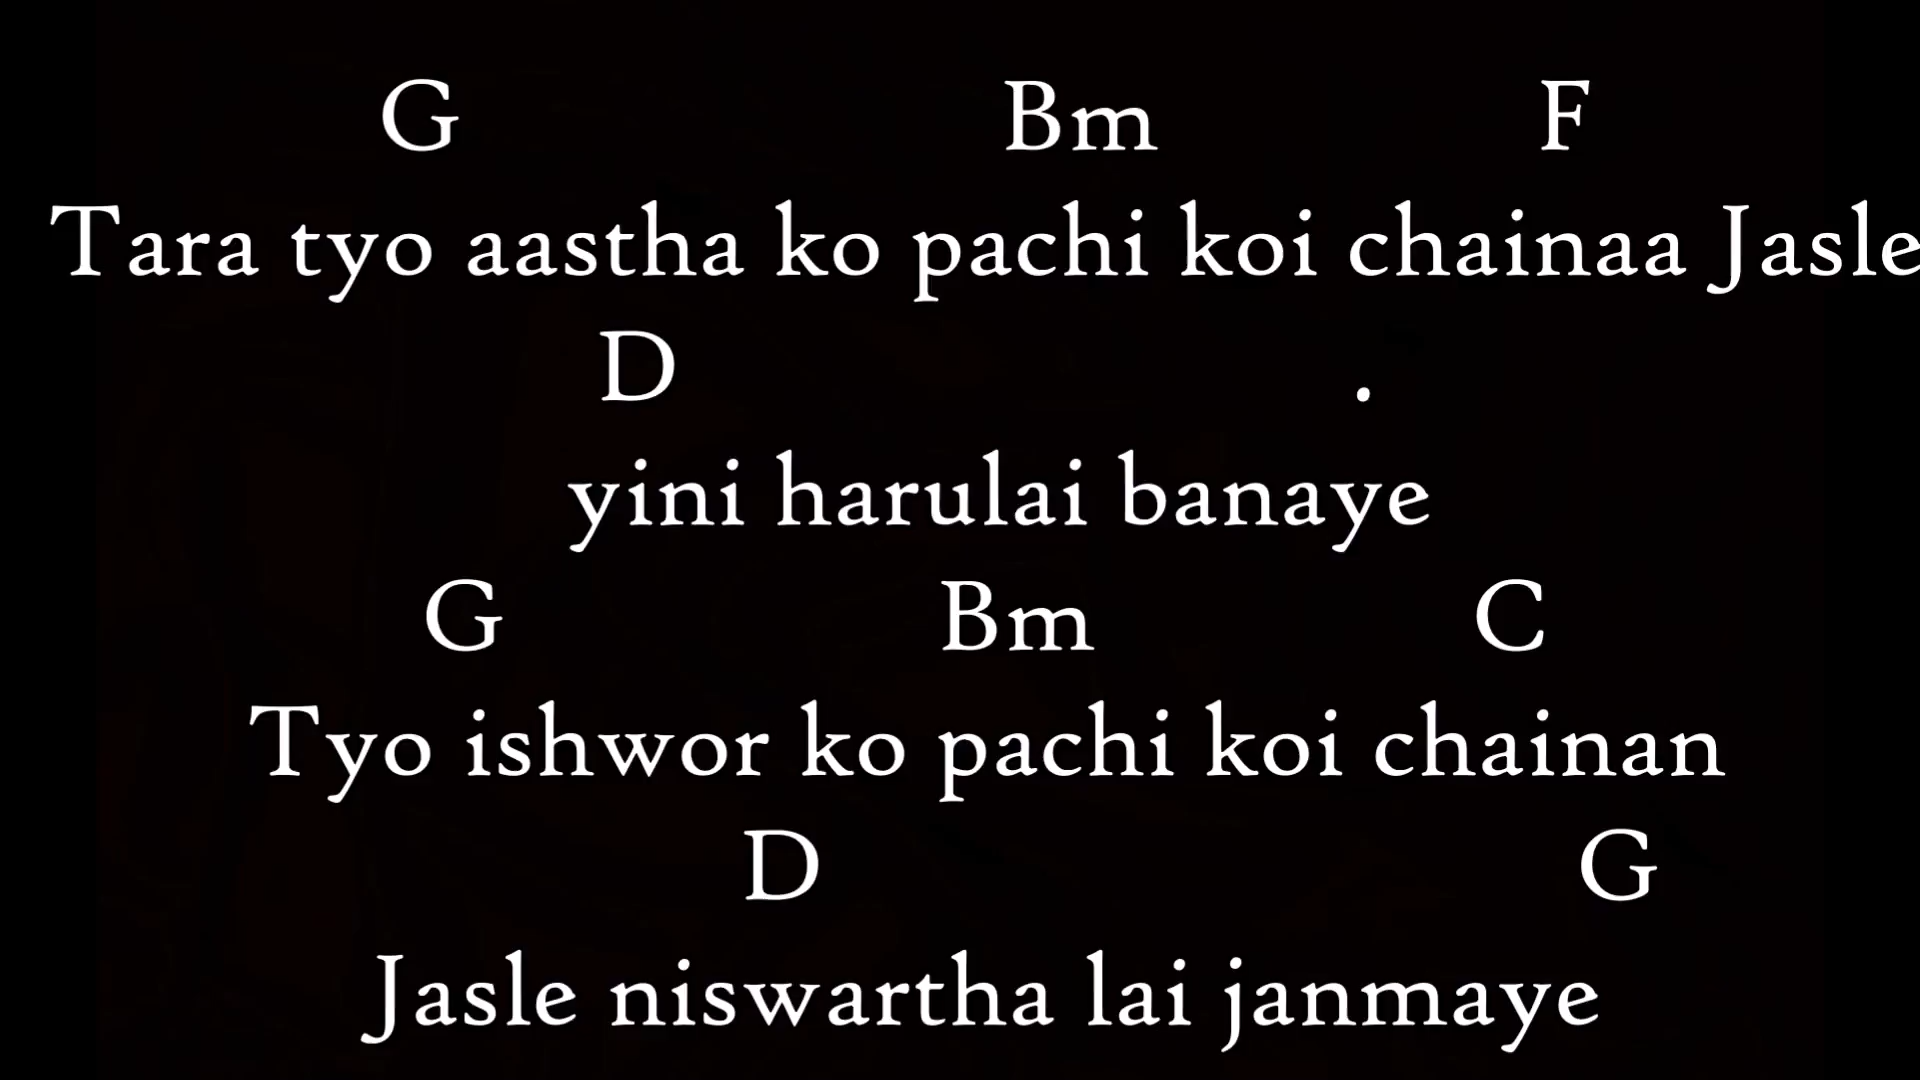 G Bm F
Tara tyo aastha ko pachi koi chainaa Jasle
D .
yini harulai banaye
G Bm C
Tyo ishwor ko pachi koi chainan
D G
Jasle niswartha lai janmaye